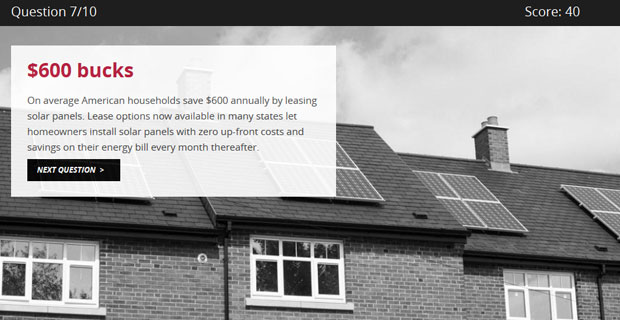 Question 7/10
Score: 40
$600 bucks
On average American households save $600 annually by leasing
solar panels. Lease options now available in many states let
homeowners install solar panels with zero up-front costs and
savings on their energy bill every month thereafter.
NEXT QUESTION >